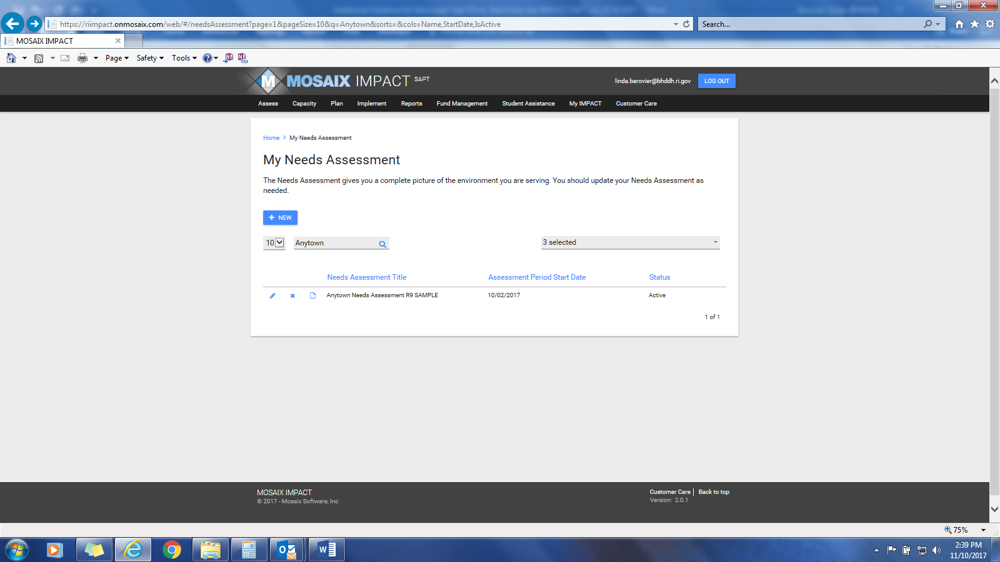 https://riimpact.onmosaix.com/web/#/needsAssessment?page=1&pageSize=10&q=Anytown&sorts=&cols=Name,StartDate,IsActive
Search...
MOSAIX IMPACT
Page
Safety
Tools
MOSAIX IMPACT SAPT
linda.barovier@bhddh.ri.gov
LOG OUT
Assess
Capacity
Plan
Implement
Reports
Fund Management
Student Assistance
My IMPACT
Customer Care
Home > My Needs Assessment
My Needs Assessment
The Needs Assessment gives you a complete picture of the environment you are serving. You should update your Needs Assessment as
needed.
+ NEW
10
Anytown
3 selected
Needs Assessment Title
Assessment Period Start Date
Status
Anytown Needs Assessment R9 SAMPLE
10/02/2017
Active
1 of 1
MOSAIX IMPACT
© 2017 - Mosaix Software, Inc
Customer Care | Back to top
Version: 2.0.1
75%
2:39 PM
11/10/2017